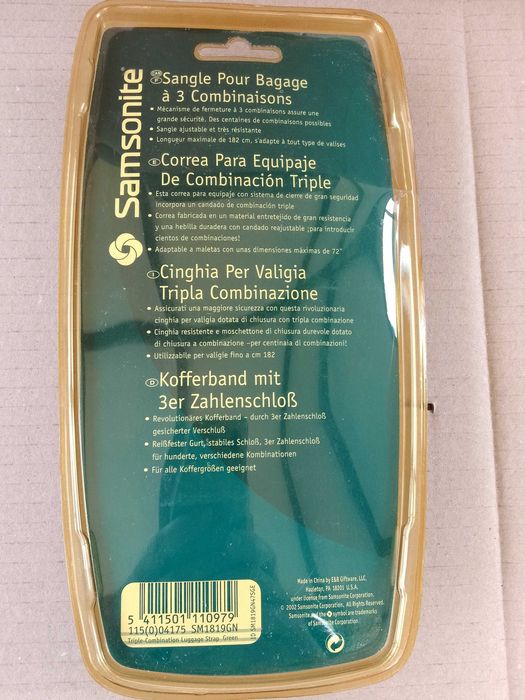 Samsonite®
CAN F Sangle Pour Bagage
à 3 Combinaisons
• Mécanisme de fermeture à 3 combinaisons assure une
grande sécurité. Des centaines de combinaisons possibles
• Sangle ajustable et très résistante
• Longueur maximale de 182 cm, s'adapte à tout type de valises
E Correa Para Equipaje
De Combinación Triple
• Esta correa para equipaje con sistema de cierre de gran seguridad
incorpora un candado de combinación triple
• Correa fabricada en un material entretejido de gran resistencia
y una hebilla duradera con candado reajustable ¡para introducir
cientos de combinaciones!
• Adaptable a maletas con unas dimensiones máximas de 72"
I Cinghia Per Valigia
Tripla Combinazione
• Assicurati una maggiore sicurezza con questa rivoluzionaria
cinghia per valigia dotata di chiusura con tripla combinazione
• Cinghia resistente e moschettone di chiusura durevole dotato
di chiusura a combinazione –per centinaia di combinazioni!
• Utilizzabile per valigie fino a cm 182
D Kofferband mit
3er Zahlenschloß
• Revolutionäres Kofferband – durch 3er Zahlenschloß
gesicherter Verschluß
• Reißfester Gurt, stabiles Schloß, 3er Zahlenschloß
für hunderte, verschiedene Kombinationen
• Für alle Koffergrößen geeignet
5 411501 110979
115(0)04175 SM1819GN
Triple Combination Luggage Strap Green
ID SM1819GN475GE
Made in China by E&B Giftware, LLC,
Hazleton, PA 18201 U.S.A.
under license from Samsonite Corporation.
© 2002 Samsonite Corporation. All Rights Reserved.
Samsonite and the symbol are trademarks
of Samsonite Corporation.